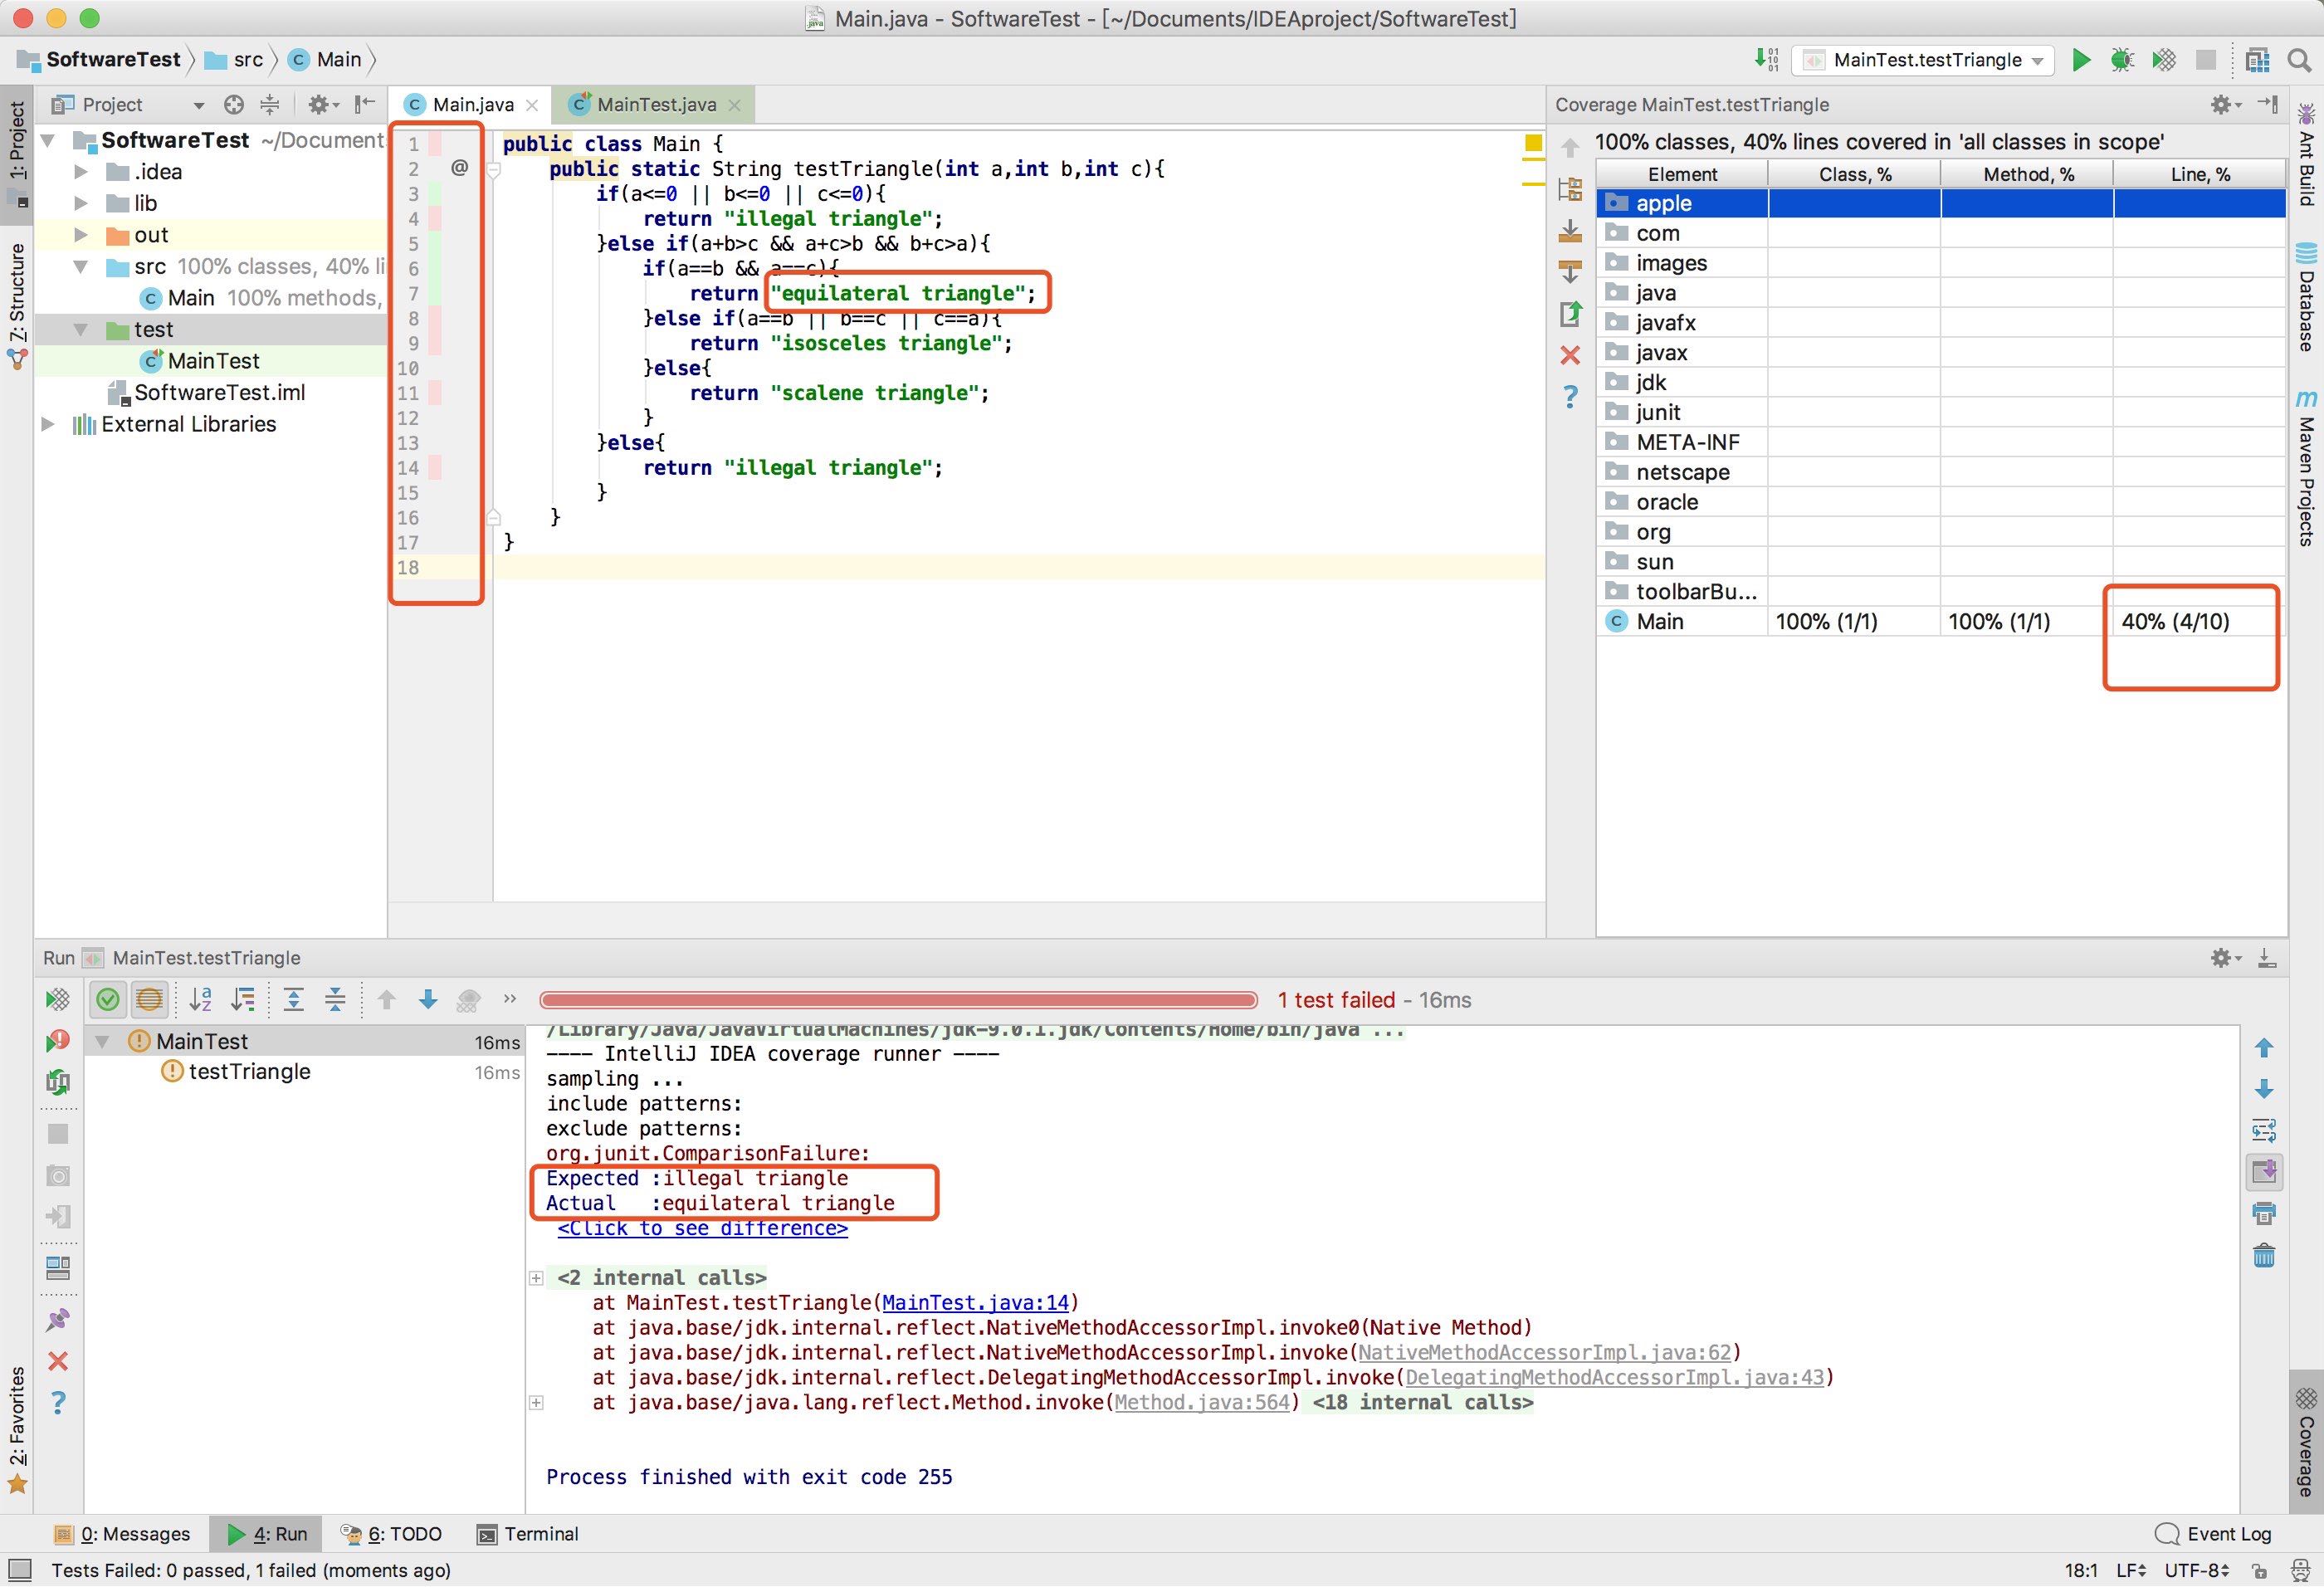 Main.java - SoftwareTest - [~/Documents/IDEAproject/SoftwareTest]
SoftwareTest src Main
MainTest.testTriangle
Project
Main.java
MainTest.java
1: Project
7: Structure
2: Favorites
SoftwareTest ~/Document
.idea
lib
out
src 100% classes, 40% li
Main 100% methods,
test
MainTest
SoftwareTest.iml
External Libraries
1 public class Main {
2 @ public static String testTriangle(int a,int b,int c){
3 if(a<=0 || b<=0 || c<=0){
4 return "illegal triangle";
5 }else if(a+b>c && a+c>b && b+c>a){
6 if(a==b && a==c){
7 return "equilateral triangle";
8 }else if(a==b || b==c || c==a){
9 return "isosceles triangle";
10 }else{
11 return "scalene triangle";
12 }
13 }else{
14 return "illegal triangle";
15 }
16 }
17 }
18
Coverage MainTest.testTriangle
100% classes, 40% lines covered in 'all classes in scope'
Element Class, % Method, % Line, %
apple
com
images
java
javafx
javax
jdk
junit
META-INF
netscape
oracle
org
sun
toolbarBu...
Main 100% (1/1) 100% (1/1) 40% (4/10)
Ant Build
Database
Maven Projects
Coverage
Run MainTest.testTriangle
1 test failed - 16ms
MainTest 16ms
testTriangle 16ms
/Library/Java/JavaVirtualMachines/jdk-9.0.1.jdk/Contents/Home/bin/java ...
---- IntelliJ IDEA coverage runner ----
sampling ...
include patterns:
exclude patterns:
org.junit.ComparisonFailure:
Expected :illegal triangle
Actual :equilateral triangle
<Click to see difference>
<2 internal calls>
at MainTest.testTriangle(MainTest.java:14)
at java.base/jdk.internal.reflect.NativeMethodAccessorImpl.invoke0(Native Method)
at java.base/jdk.internal.reflect.NativeMethodAccessorImpl.invoke(NativeMethodAccessorImpl.java:62)
at java.base/jdk.internal.reflect.DelegatingMethodAccessorImpl.invoke(DelegatingMethodAccessorImpl.java:43)
at java.base/java.lang.reflect.Method.invoke(Method.java:564) <18 internal calls>
Process finished with exit code 255
0: Messages 4: Run 6: TODO Terminal Event Log
Tests Failed: 0 passed, 1 failed (moments ago) 18:1 LF UTF-8